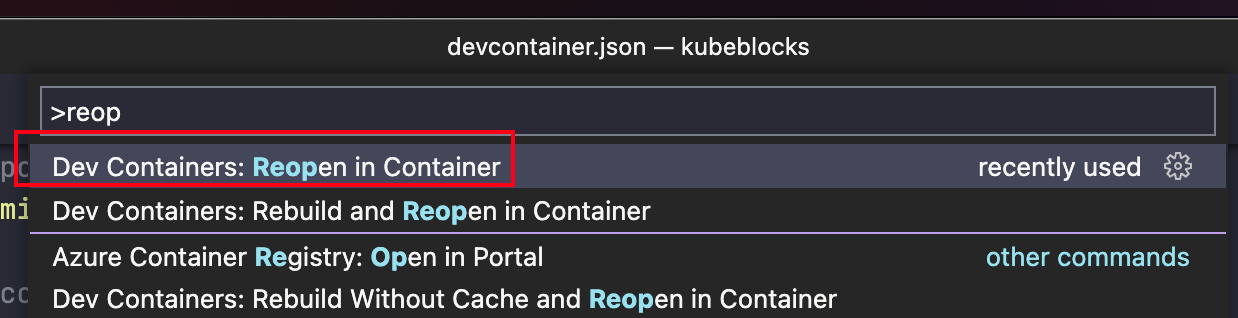 devcontainer.json — kubeblocks
>reop
Dev Containers: Reopen in Container recently used
Dev Containers: Rebuild and Reopen in Container
Azure Container Registry: Open in Portal other commands
Dev Containers: Rebuild Without Cache and Reopen in Container